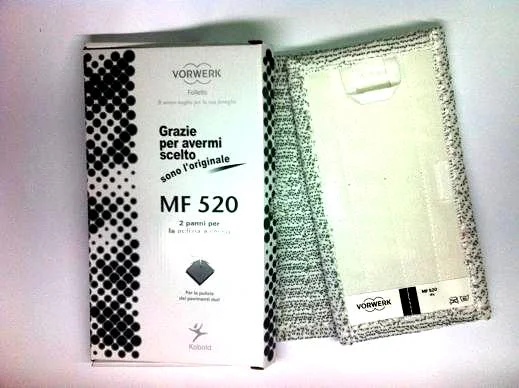 VORWERK
Folletto
Grazie
per avermi
scelto
sono l'originale
MF 520
2 panni per
la
Per la pulizia
dei pavimenti duri
Kobold
MF 520
VORWERK